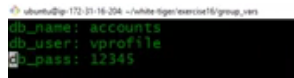 ubuntu@ip-172-31-16-204: ~/white-tiger/exercise16/group_vars
db_name: accounts
db_user: vprofile
db_pass: 12345